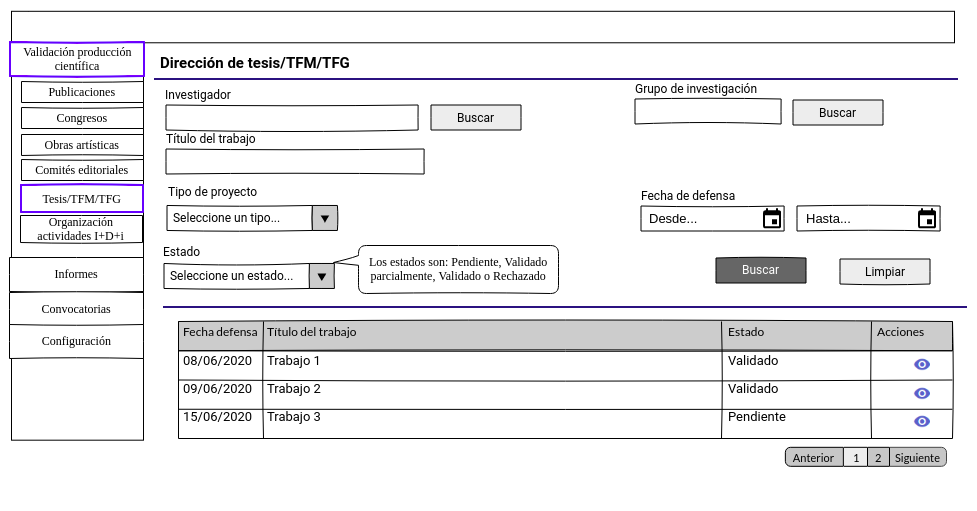 Validación producción
científica
Publicaciones
Congresos
Obras artísticas
Comités editoriales
Tesis/TFM/TFG
Organización
actividades I+D+i
Informes
Convocatorias
Configuración
Dirección de tesis/TFM/TFG
Investigador
Buscar
Grupo de investigación
Buscar
Título del trabajo
Tipo de proyecto
Seleccione un tipo...
Fecha de defensa
Desde...
Hasta...
Estado
Seleccione un estado...
Los estados son: Pendiente, Validado
parcialmente, Validado o Rechazado
Buscar
Limpiar
Fecha defensa Título del trabajo Estado Acciones
08/06/2020 Trabajo 1 Validado
09/06/2020 Trabajo 2 Validado
15/06/2020 Trabajo 3 Pendiente
Anterior 1 2 Siguiente